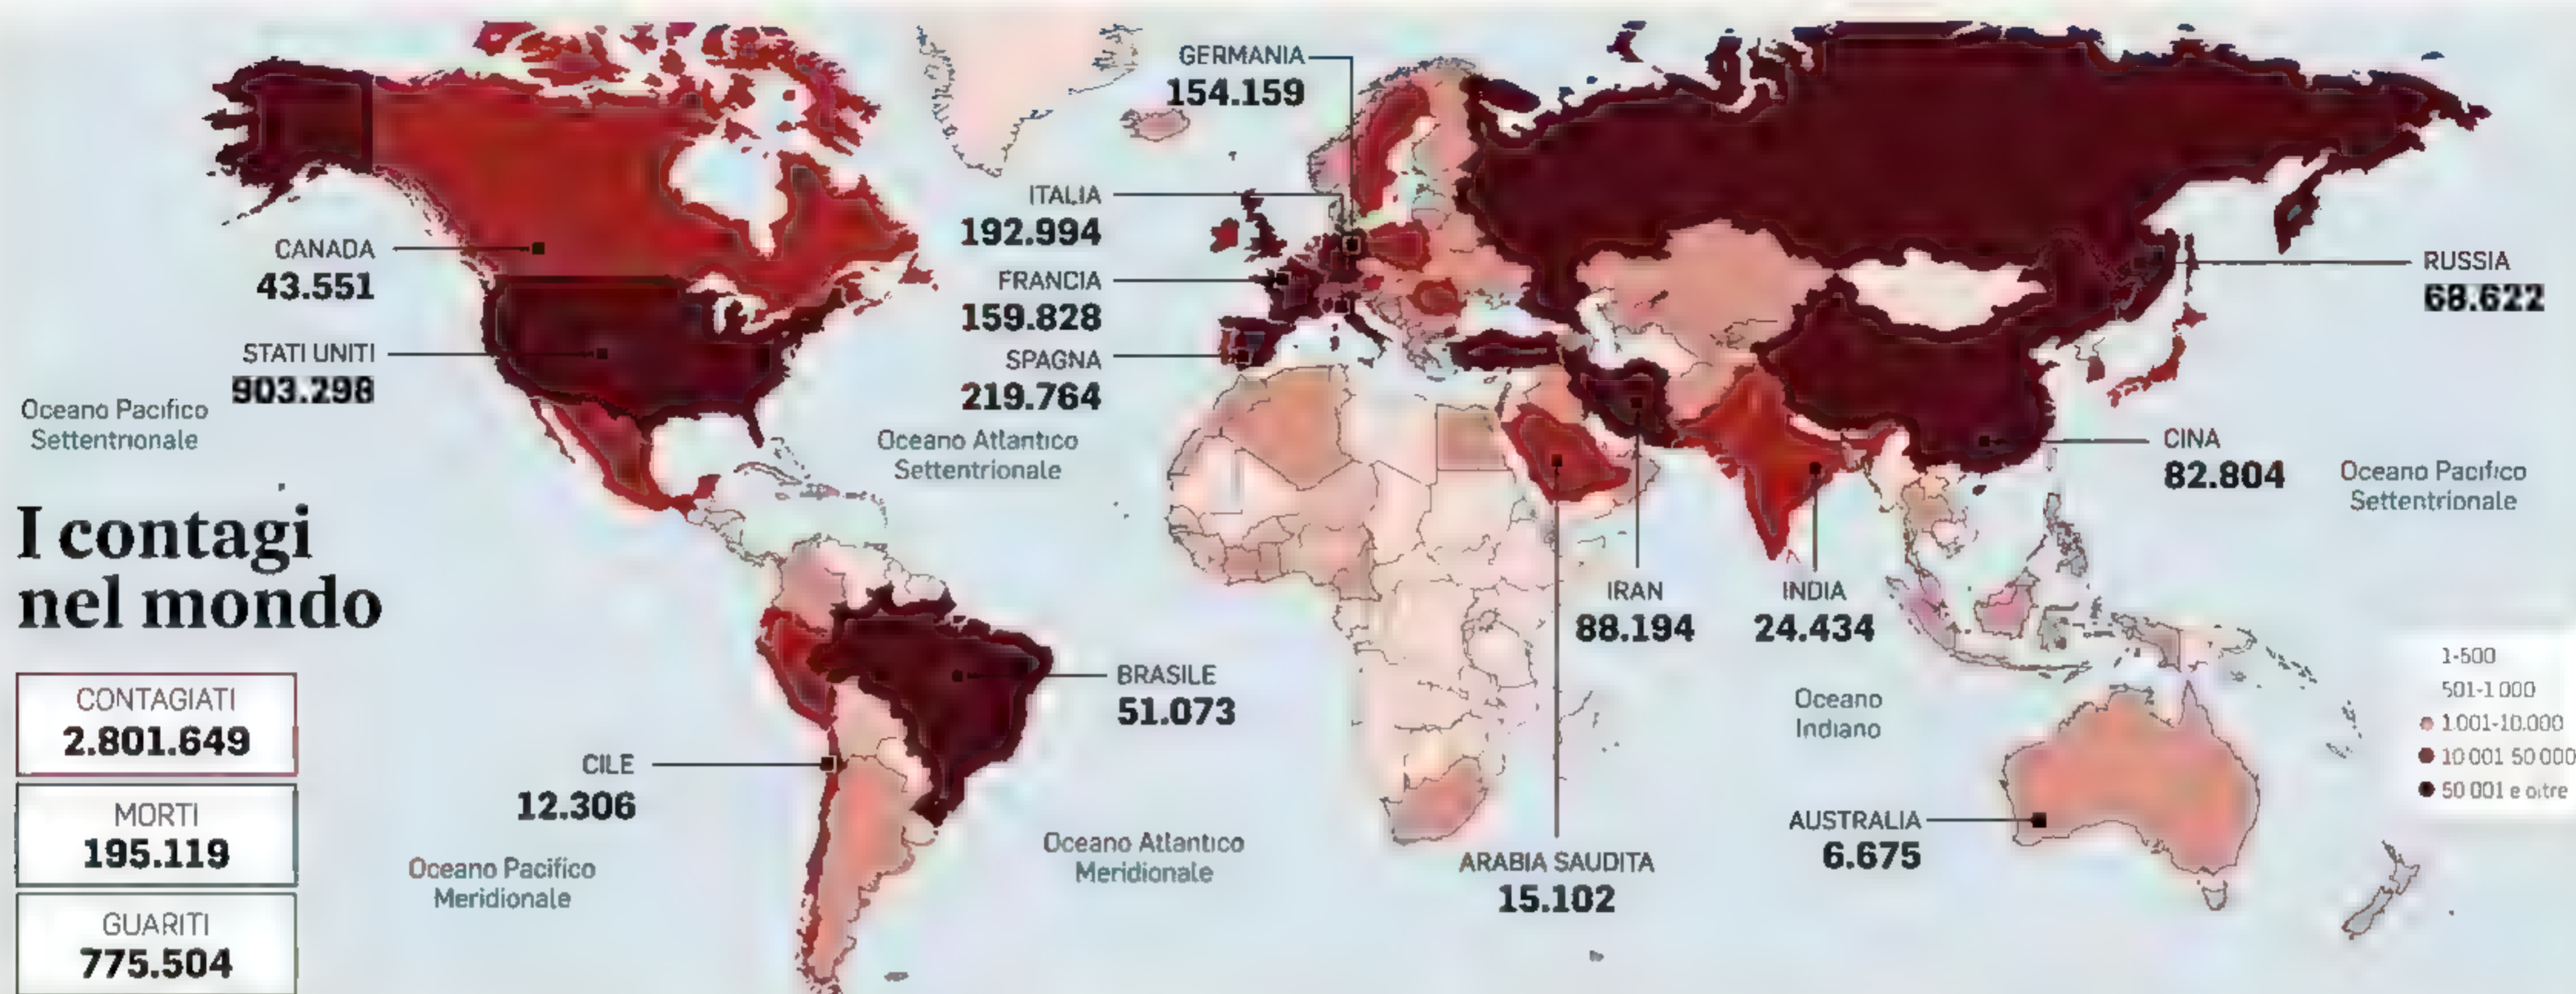 GERMANIA
154.159
ITALIA
192.994
FRANCIA
159.828
SPAGNA
219.764
CANADA
43.551
STATI UNITI
903.298
Oceano Pacifico
Settentrionale
Oceano Atlantico
Settentrionale
RUSSIA
68.622
CINA
82.804
Oceano Pacifico
Settentrionale
I contagi
nel mondo
CONTAGIATI
2.801.649
MORTI
195.119
GUARITI
775.504
IRAN
88.194
INDIA
24.434
BRASILE
51.073
CILE
12.306
Oceano Pacifico
Meridionale
Oceano Atlantico
Meridionale
ARABIA SAUDITA
15.102
Oceano
Indiano
AUSTRALIA
6.675
1-500
501-1 000
1.001-10.000
10 001 50 000
50 001 e oltre